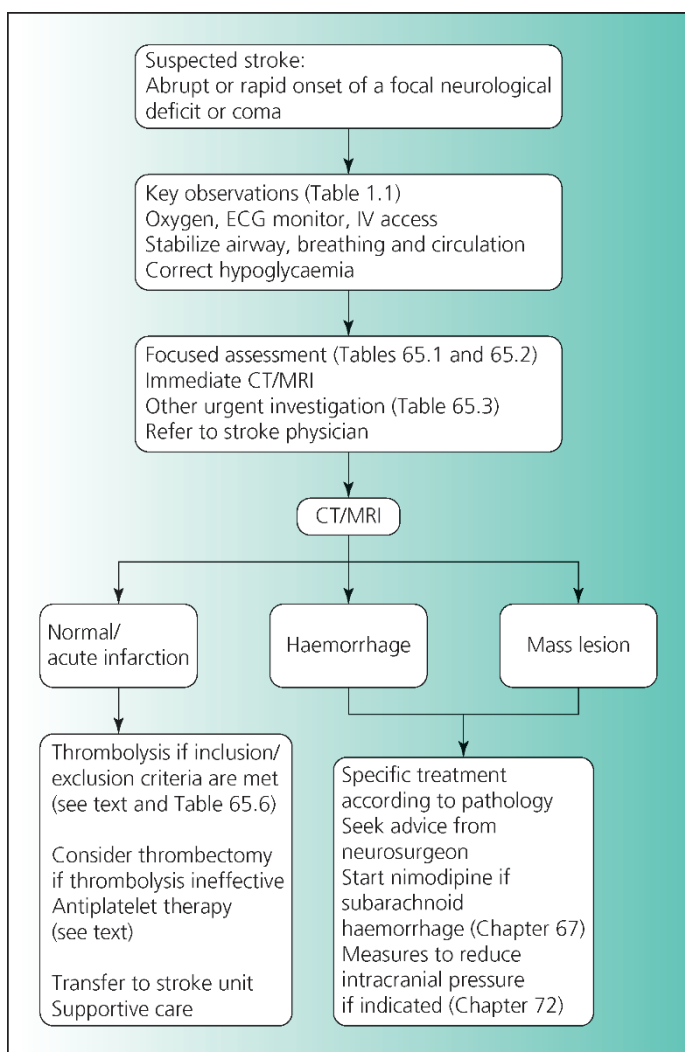 Suspected stroke:
Abrupt or rapid onset of a focal neurological
deficit or coma
Key observations (Table 1.1)
Oxygen, ECG monitor, IV access
Stabilize airway, breathing and circulation
Correct hypoglycaemia
Focused assessment (Tables 65.1 and 65.2)
Immediate CT/MRI
Other urgent investigation (Table 65.3)
Refer to stroke physician
CT/MRI
Normal/
acute infarction
Haemorrhage
Mass lesion
Thrombolysis if inclusion/
exclusion criteria are met
(see text and Table 65.6)
Consider thrombectomy
if thrombolysis ineffective
Antiplatelet therapy
(see text)
Transfer to stroke unit
Supportive care
Specific treatment
according to pathology
Seek advice from
neurosurgeon
Start nimodipine if
subarachnoid
haemorrhage (Chapter 67)
Measures to reduce
intracranial pressure
if indicated (Chapter 72)